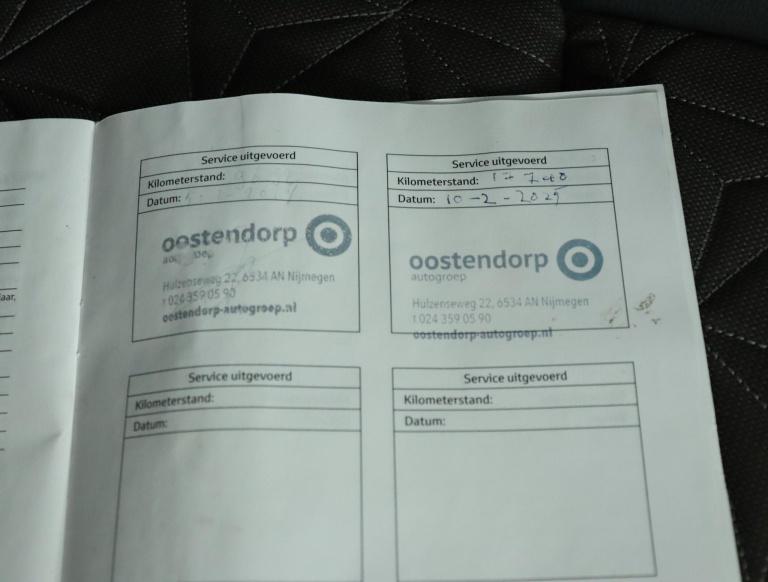 Service uitgevoerd
Kilometerstand:
Datum:
oostendorp
Hulzenseweg 22, 6534 AN Nijmegen
t 024 359 05 90
oostendorp-autogroep.nl
Service uitgevoerd
Kilometerstand:
Datum: 10-2-2025
oostendorp
autogroep
Hulzenseweg 22, 6534 AN Nijmegen
t 024 359 05 90
oostendorp-autogroep.nl
Service uitgevoerd
Kilometerstand:
Datum:
Service uitgevoerd
Kilometerstand:
Datum: